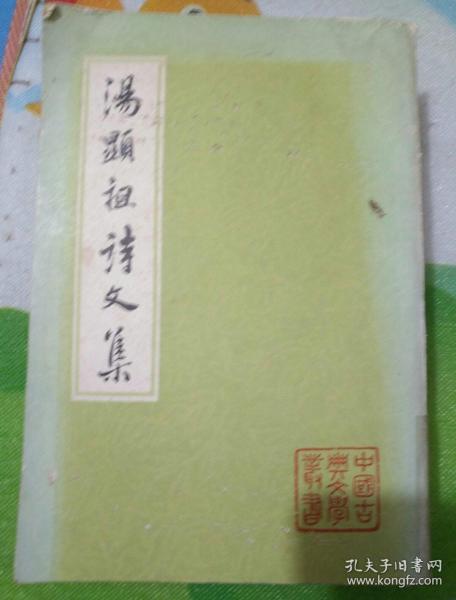 湯顯祖詩文集
中國古
典文學
叢書
孔夫子旧书网
www.kongfz.com